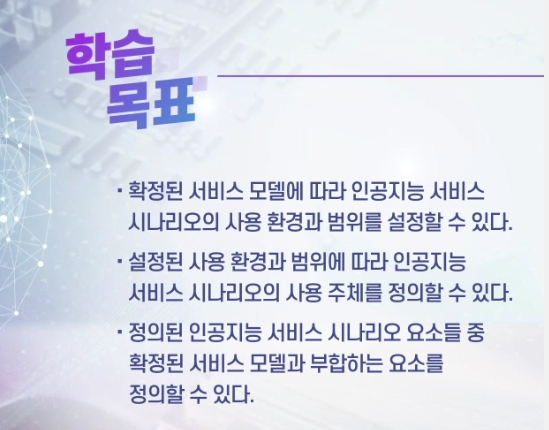 학습
목표
· 확정된 서비스 모델에 따라 인공지능 서비스
시나리오의 사용 환경과 범위를 설정할 수 있다.
· 설정된 사용 환경과 범위에 따라 인공지능
서비스 시나리오의 사용 주체를 정의할 수 있다.
· 정의된 인공지능 서비스 시나리오 요소들 중
확정된 서비스 모델과 부합하는 요소를
정의할 수 있다.